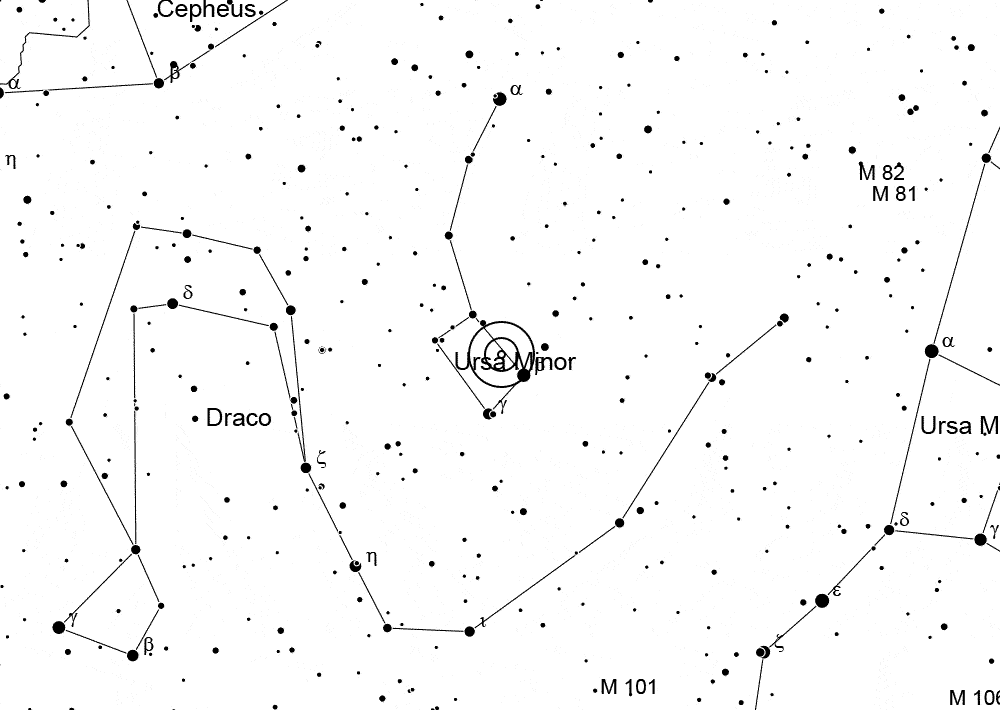 Cepheus
β
α
α
η
M 82
M 81
δ
α
Ursa Minor
β
γ
Draco
Ursa M
ζ
δ
γ
η
ε
γ
ι
β
ζ
M 101
M 106